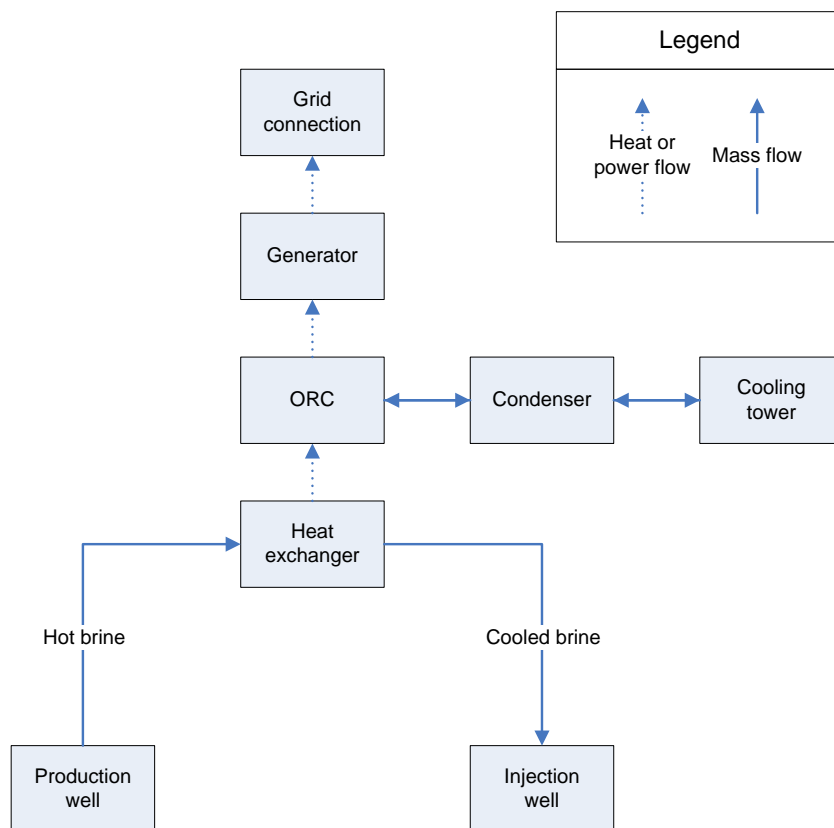 Legend
Heat or
power flow
Mass flow
Grid
connection
Generator
ORC
Condenser
Cooling
tower
Heat
exchanger
Hot brine
Cooled brine
Production
well
Injection
well